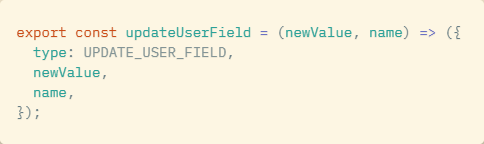 export const updateUserField = (newValue, name) => ({
  type: UPDATE_USER_FIELD,
  newValue,
  name,
});